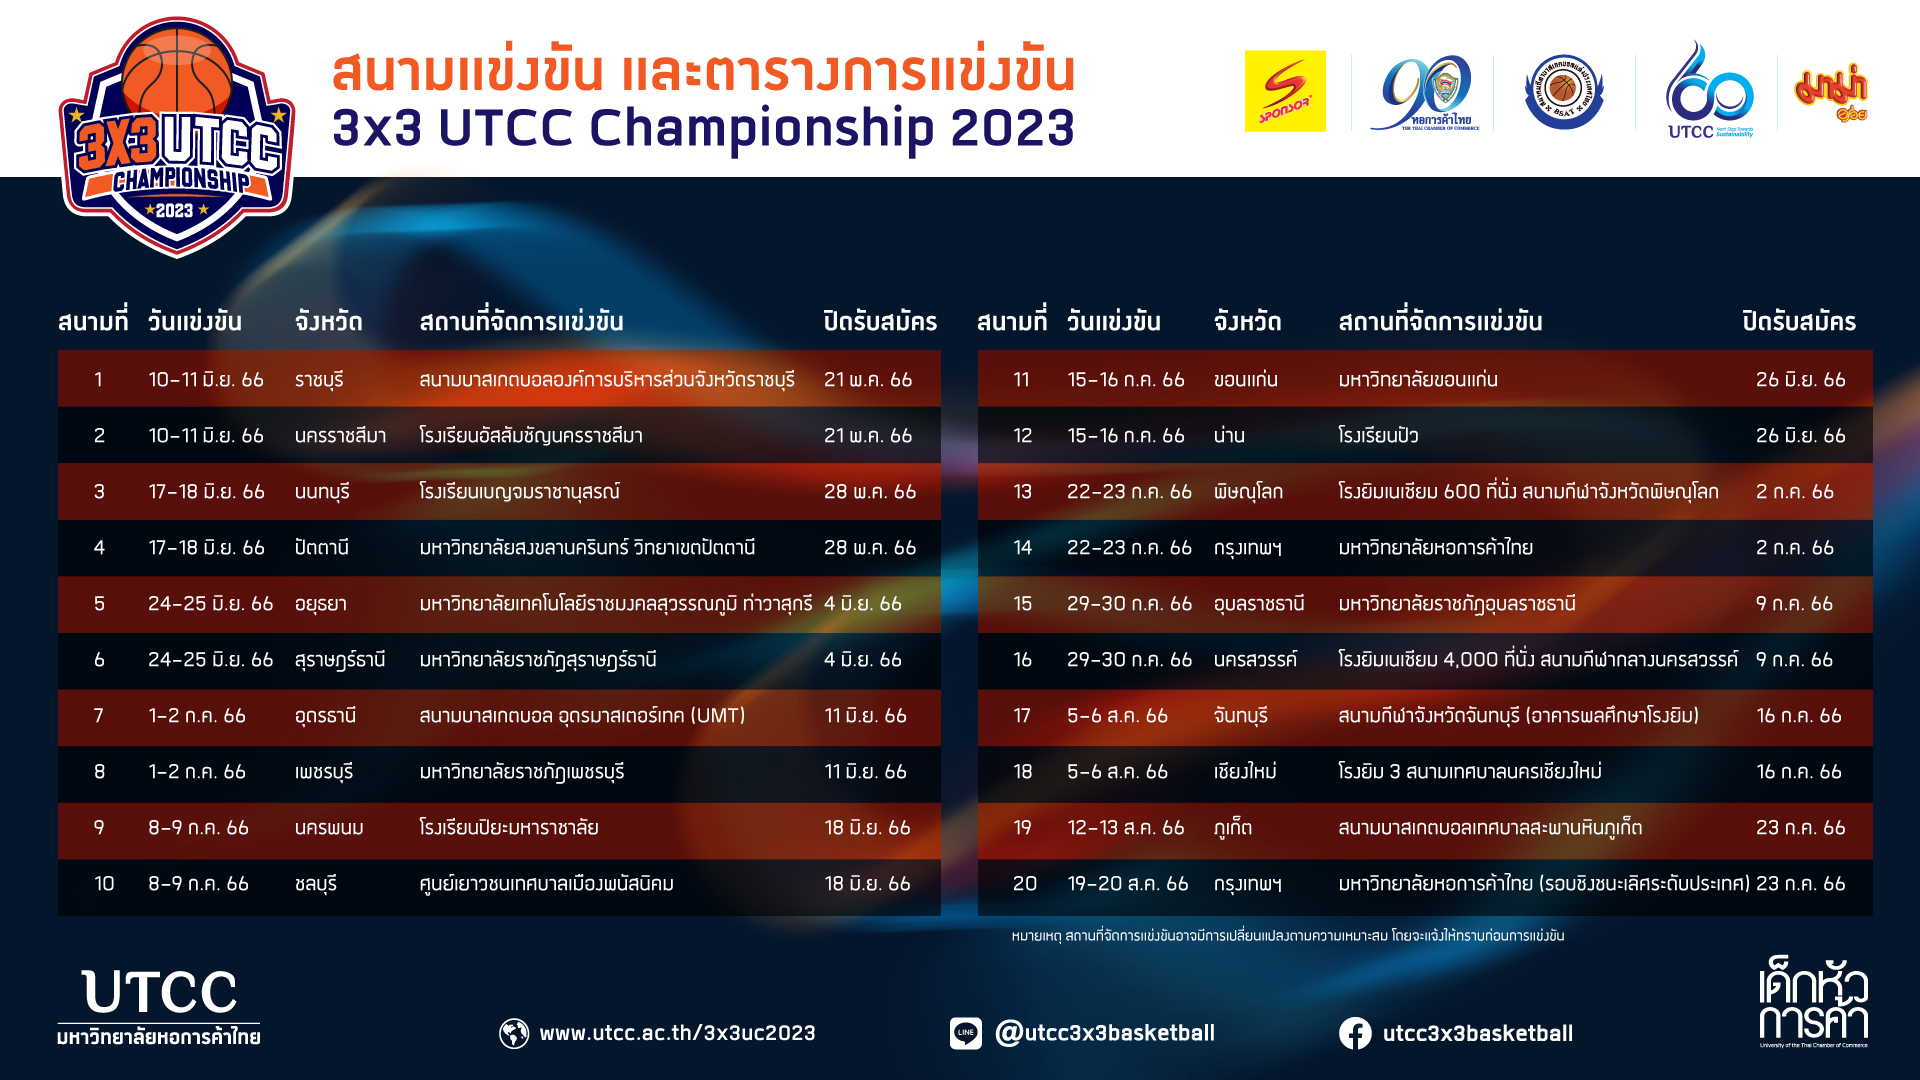 3X3 UTCC
CHAMPIONSHIP
2023
สนามแข่งขัน และตารางการแข่งขัน
3x3 UTCC Championship 2023
SPONSOR
90
หอการค้าไทย
THE THAI CHAMBER OF COMMERCE
BSAT
60
UTCC Next Step Towards Sustainability
มาม่า
อร่อย
สนามที่ วันแข่งขัน จังหวัด สถานที่จัดการแข่งขัน ปิดรับสมัคร
1 10-11 มิ.ย. 66 ราชบุรี สนามบาสเกตบอลองค์การบริหารส่วนจังหวัดราชบุรี 21 พ.ค. 66
2 10-11 มิ.ย. 66 นครราชสีมา โรงเรียนอัสสัมชัญนครราชสีมา 21 พ.ค. 66
3 17-18 มิ.ย. 66 นนทบุรี โรงเรียนเบญจมราชานุสรณ์ 28 พ.ค. 66
4 17-18 มิ.ย. 66 ปัตตานี มหาวิทยาลัยสงขลานครินทร์ วิทยาเขตปัตตานี 28 พ.ค. 66
5 24-25 มิ.ย. 66 อยุธยา มหาวิทยาลัยเทคโนโลยีราชมงคลสุวรรณภูมิ ท่าวาสุกรี 4 มิ.ย. 66
6 24-25 มิ.ย. 66 สุราษฎร์ธานี มหาวิทยาลัยราชภัฏสุราษฎร์ธานี 4 มิ.ย. 66
7 1-2 ก.ค. 66 อุดรธานี สนามบาสเกตบอล อุดรมาสเตอร์เทค (UMT) 11 มิ.ย. 66
8 1-2 ก.ค. 66 เพชรบุรี มหาวิทยาลัยราชภัฏเพชรบุรี 11 มิ.ย. 66
9 8-9 ก.ค. 66 นครพนม โรงเรียนปิยะมหาราชาลัย 18 มิ.ย. 66
10 8-9 ก.ค. 66 ชลบุรี ศูนย์เยาวชนเทศบาลเมืองพนัสนิคม 18 มิ.ย. 66
สนามที่ วันแข่งขัน จังหวัด สถานที่จัดการแข่งขัน ปิดรับสมัคร
11 15-16 ก.ค. 66 ขอนแก่น มหาวิทยาลัยขอนแก่น 26 มิ.ย. 66
12 15-16 ก.ค. 66 น่าน โรงเรียนปัว 26 มิ.ย. 66
13 22-23 ก.ค. 66 พิษณุโลก โรงยิมเนเซียม 600 ที่นั่ง สนามกีฬาจังหวัดพิษณุโลก 2 ก.ค. 66
14 22-23 ก.ค. 66 กรุงเทพฯ มหาวิทยาลัยหอการค้าไทย 2 ก.ค. 66
15 29-30 ก.ค. 66 อุบลราชธานี มหาวิทยาลัยราชภัฏอุบลราชธานี 9 ก.ค. 66
16 29-30 ก.ค. 66 นครสวรรค์ โรงยิมเนเซียม 4,000 ที่นั่ง สนามกีฬากลางนครสวรรค์ 9 ก.ค. 66
17 5-6 ส.ค. 66 จันทบุรี สนามกีฬาจังหวัดจันทบุรี (อาคารพลศึกษาโรงยิม) 16 ก.ค. 66
18 5-6 ส.ค. 66 เชียงใหม่ โรงยิม 3 สนามเทศบาลนครเชียงใหม่ 16 ก.ค. 66
19 12-13 ส.ค. 66 ภูเก็ต สนามบาสเกตบอลเทศบาลสะพานหินภูเก็ต 23 ก.ค. 66
20 19-20 ส.ค. 66 กรุงเทพฯ มหาวิทยาลัยหอการค้าไทย (รอบชิงชนะเลิศระดับประเทศ) 23 ก.ค. 66
หมายเหตุ สถานที่จัดการแข่งขันอาจมีการเปลี่ยนแปลงตามความเหมาะสม โดยจะแจ้งให้ทราบก่อนการแข่งขัน
UTCC
มหาวิทยาลัยหอการค้าไทย
www.utcc.ac.th/3x3uc2023
LINE
@utcc3x3basketball
utcc3x3basketball
เด็กหัว
การค้า
University of the Thai Chamber of Commerce